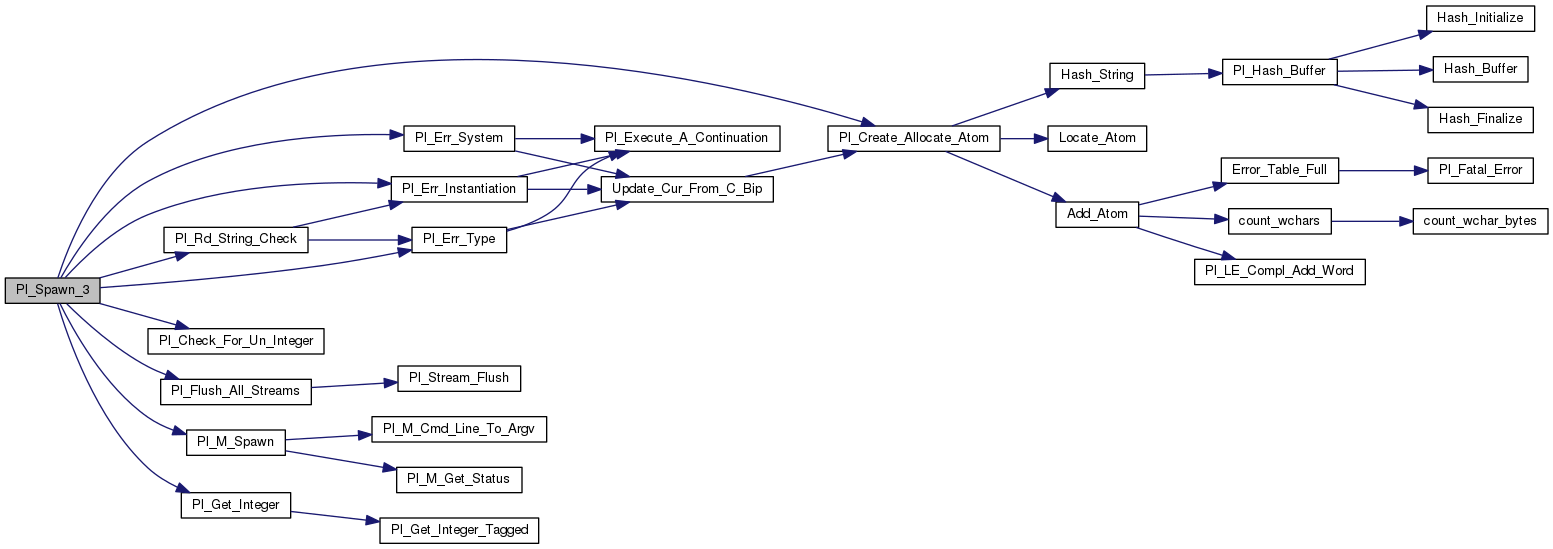 Hash_Initialize
Hash_String
Pl_Hash_Buffer
Hash_Buffer
Hash_Finalize
Pl_Err_System
Pl_Execute_A_Continuation
Pl_Create_Allocate_Atom
Locate_Atom
Error_Table_Full
Pl_Fatal_Error
Pl_Err_Instantiation
Update_Cur_From_C_Bip
Add_Atom
count_wchars
count_wchar_bytes
Pl_Rd_String_Check
Pl_Err_Type
Pl_LE_Compl_Add_Word
Pl_Spawn_3
Pl_Check_For_Un_Integer
Pl_Flush_All_Streams
Pl_Stream_Flush
Pl_M_Spawn
Pl_M_Cmd_Line_To_Argv
Pl_M_Get_Status
Pl_Get_Integer
Pl_Get_Integer_Tagged